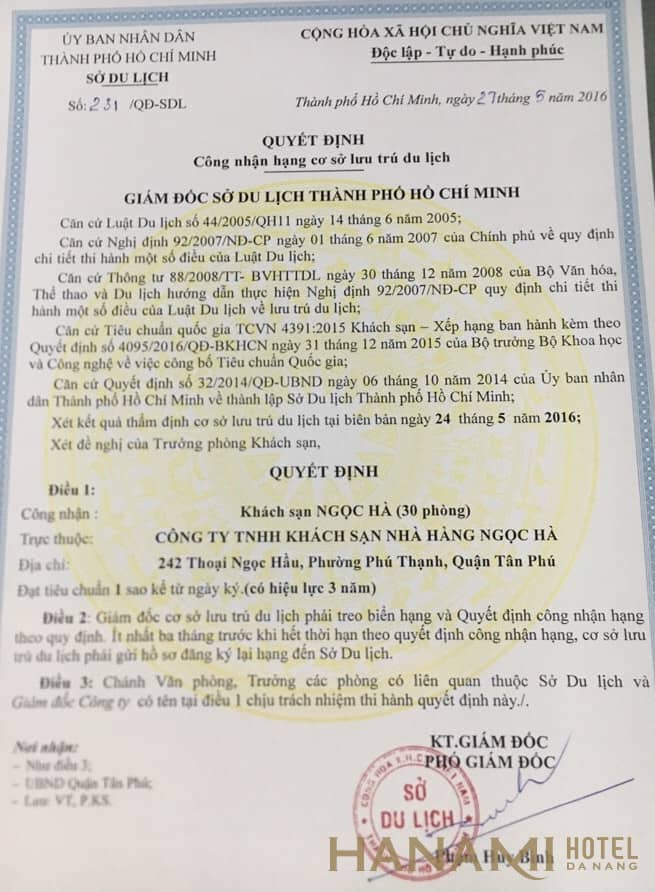 ỦY BAN NHÂN DÂN
THÀNH PHỐ HỒ CHÍ MINH
SỞ DU LỊCH
Số: 231 /QĐ-SDL
CỘNG HÒA XÃ HỘI CHỦ NGHĨA VIỆT NAM
Độc lập - Tự do - Hạnh phúc
Thành phố Hồ Chí Minh, ngày 27 tháng 5 năm 2016
QUYẾT ĐỊNH
Công nhận hạng cơ sở lưu trú du lịch
GIÁM ĐỐC SỞ DU LỊCH THÀNH PHỐ HỒ CHÍ MINH
Căn cứ Luật Du lịch số 44/2005/QH11 ngày 14 tháng 6 năm 2005;
Căn cứ Nghị định 92/2007/NĐ-CP ngày 01 tháng 6 năm 2007 của Chính phủ về quy định
chi tiết thi hành một số điều của Luật Du lịch;
Căn cứ Thông tư 88/2008/TT- BVHTTDL ngày 30 tháng 12 năm 2008 của Bộ Văn hóa,
Thể thao và Du lịch hướng dẫn thực hiện Nghị định 92/2007/NĐ-CP quy định chi tiết thi
hành một số điều của Luật Du lịch về lưu trú du lịch;
Căn cứ Tiêu chuẩn quốc gia TCVN 4391:2015 Khách sạn – Xếp hạng ban hành kèm theo
Quyết định số 4095/2016/QĐ-BKHCN ngày 31 tháng 12 năm 2015 của Bộ trưởng Bộ Khoa học
và Công nghệ về việc công bố Tiêu chuẩn Quốc gia;
Căn cứ Quyết định số 32/2014/QĐ-UBND ngày 06 tháng 10 năm 2014 của Ủy ban nhân
dân Thành phố Hồ Chí Minh về thành lập Sở Du lịch Thành phố Hồ Chí Minh;
Xét kết quả thẩm định cơ sở lưu trú du lịch tại biên bản ngày 24 tháng 5 năm 2016;
Xét đề nghị của Trưởng phòng Khách sạn,
QUYẾT ĐỊNH
Điều 1:
Công nhận : Khách sạn NGỌC HÀ (30 phòng)
Trực thuộc: CÔNG TY TNHH KHÁCH SẠN NHÀ HÀNG NGỌC HÀ
Địa chỉ: 242 Thoại Ngọc Hầu, Phường Phú Thạnh, Quận Tân Phú
Đạt tiêu chuẩn 1 sao kể từ ngày ký.(có hiệu lực 3 năm)
Điều 2: Giám đốc cơ sở lưu trú du lịch phải treo biển hạng và Quyết định công nhận hạng
theo quy định. Ít nhất ba tháng trước khi hết thời hạn theo quyết định công nhận hạng, cơ sở lưu
trú du lịch phải gửi hồ sơ đăng ký lại hạng đến Sở Du lịch.
Điều 3: Chánh Văn phòng, Trưởng các phòng có liên quan thuộc Sở Du lịch và
Giám đốc Công ty có tên tại điều 1 chịu trách nhiệm thi hành quyết định này./.
Nơi nhận:
– Như điều 3;
– UBND Quận Tân Phú;
– Lưu: VT, P.KS.
KT.GIÁM ĐỐC
PHÓ GIÁM ĐỐC
SỞ
DU LỊCH
Phạm Huy Bình
HANAMI HOTEL
DANANG